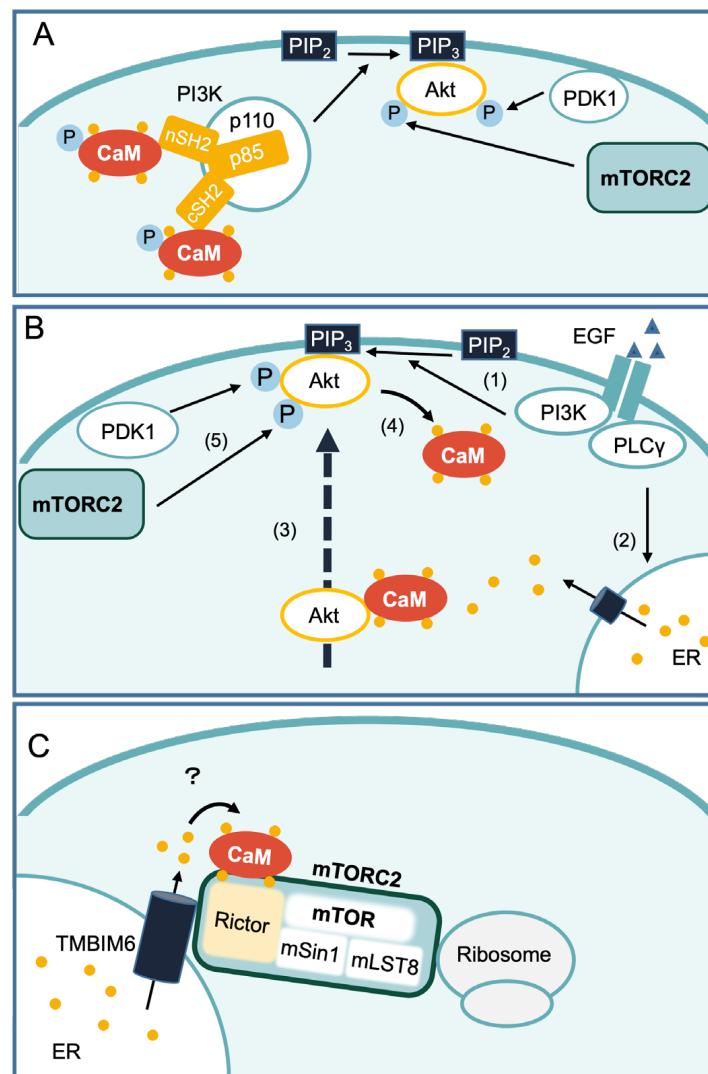 A
PIP2
PIP3
PI3K
p110
Akt
PDK1
P
nSH2
p85
P
P
CaM
mTORC2
cSH2
P
CaM
B
PIP3
PIP2
EGF
P
Akt
(1)
PI3K
PDK1
P
(4)
PLCγ
(5)
CaM
mTORC2
(3)
(2)
Akt
CaM
ER
C
?
CaM
mTORC2
TMBIM6
Rictor
mTOR
mSin1
mLST8
Ribosome
ER